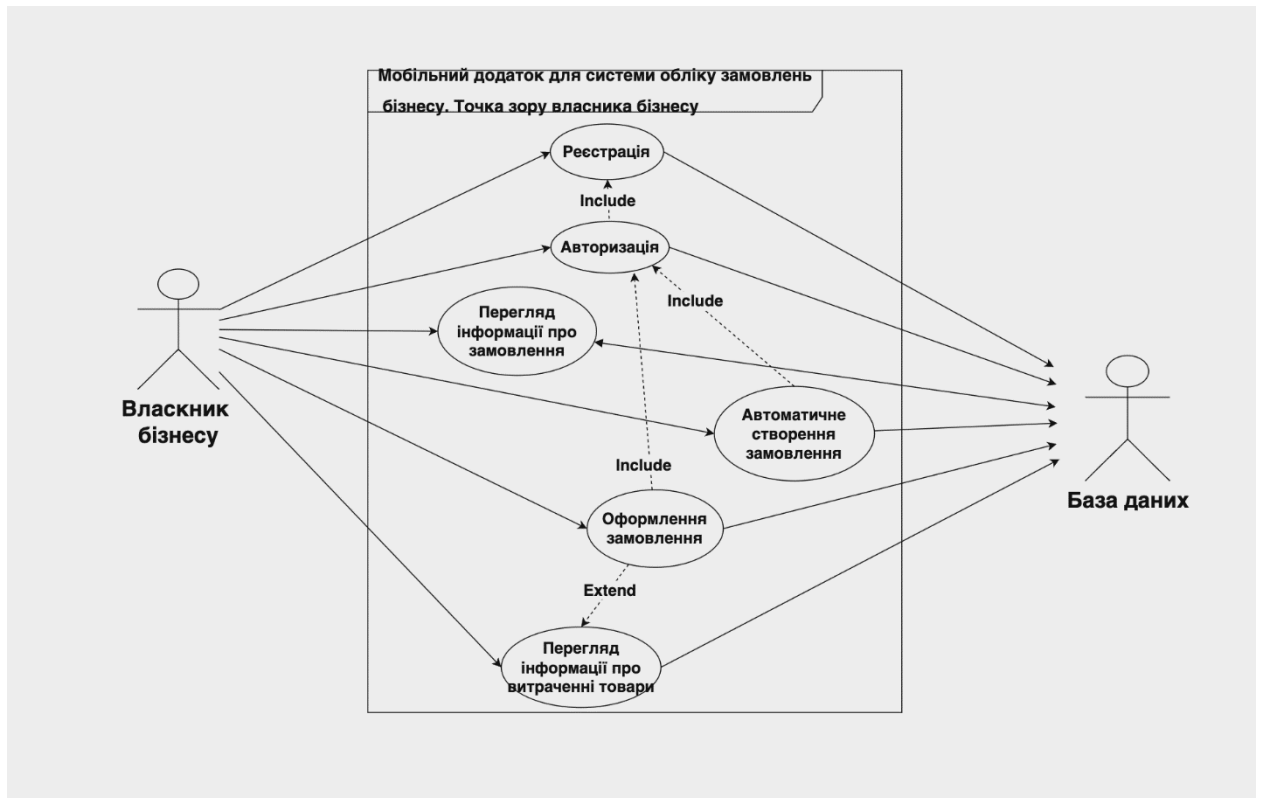 Мобільний додаток для системи обліку замовлень
бізнесу. Точка зору власника бізнесу
Реєстрація
Include
Авторизація
Include
Перегляд
інформації про
замовлення
Власкник
бізнесу
Автоматичне
створення
замовлення
Include
База даних
Оформлення
замовлення
Extend
Перегляд
інформації про
витраченні товари